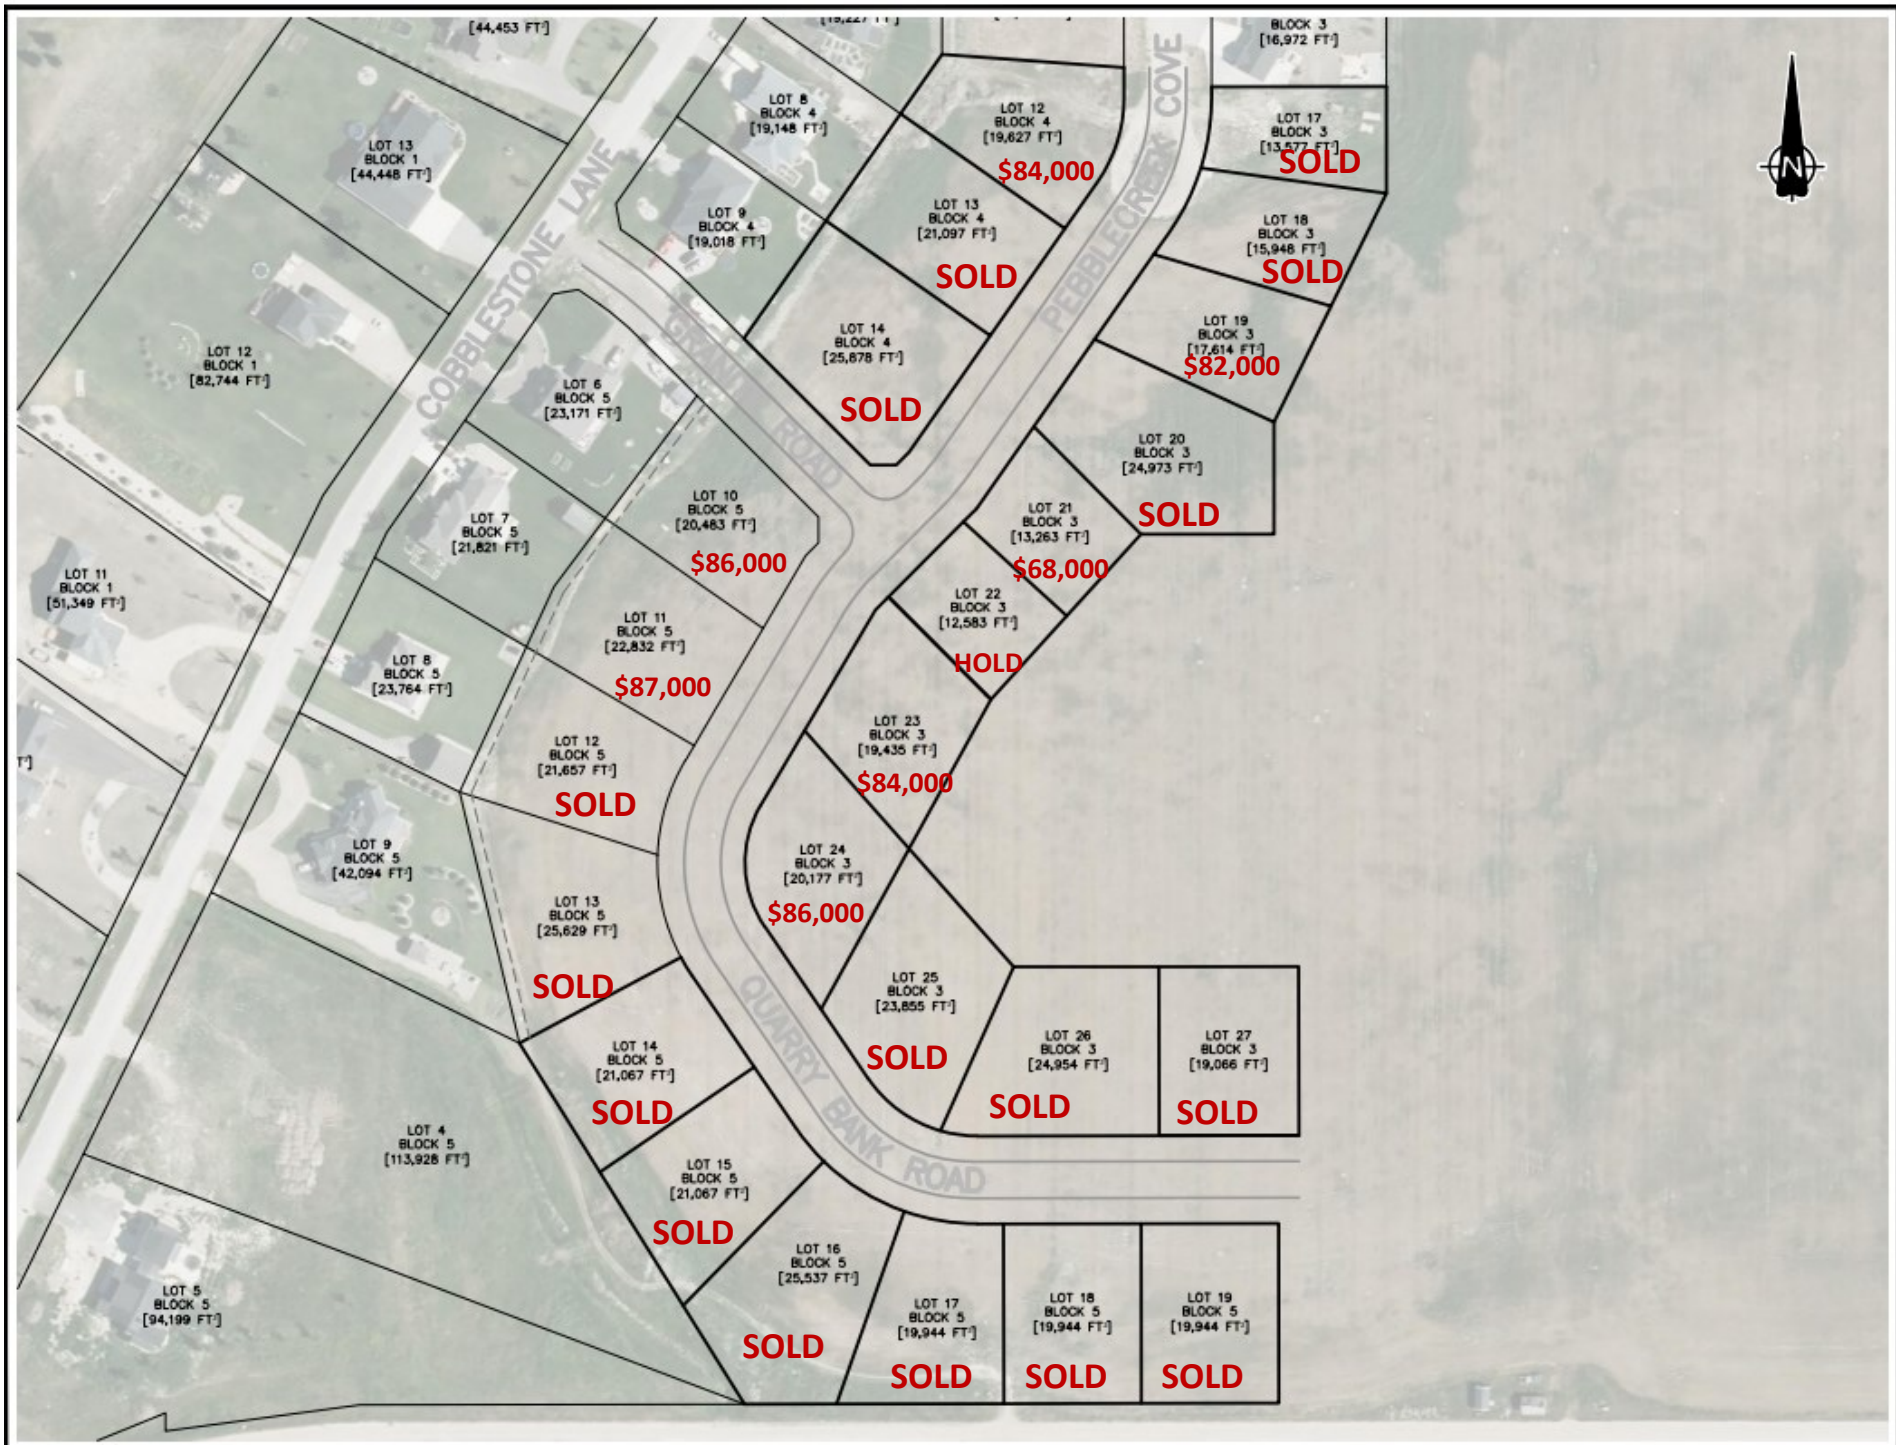 [44,453 FT²]
BLOCK 3
[16,972 FT²]
LOT 13
BLOCK 1
[44,448 FT²]
LOT 8
BLOCK 4
[19,148 FT²]
LOT 12
BLOCK 4
[19,627 FT²]
$84,000
LOT 17
BLOCK 3
[13,577 FT²]
SOLD
N
COBBLESTONE LANE
PEBBLECREEK COVE
LOT 9
BLOCK 4
[19,018 FT²]
LOT 13
BLOCK 4
[21,097 FT²]
SOLD
LOT 18
BLOCK 3
[15,948 FT²]
SOLD
LOT 12
BLOCK 1
[82,744 FT²]
LOT 14
BLOCK 4
[25,878 FT²]
SOLD
LOT 19
BLOCK 3
[17,614 FT²]
$82,000
LOT 6
BLOCK 5
[23,171 FT²]
ROAD
LOT 20
BLOCK 3
[24,973 FT²]
SOLD
LOT 7
BLOCK 5
[21,821 FT²]
LOT 10
BLOCK 5
[20,483 FT²]
$86,000
LOT 21
BLOCK 3
[13,263 FT²]
$68,000
LOT 11
BLOCK 1
[51,349 FT²]
LOT 11
BLOCK 5
[22,832 FT²]
$87,000
LOT 22
BLOCK 3
[12,583 FT²]
HOLD
LOT 8
BLOCK 5
[23,764 FT²]
LOT 12
BLOCK 5
[21,657 FT²]
SOLD
LOT 23
BLOCK 3
[19,435 FT²]
$84,000
LOT 9
BLOCK 5
[42,094 FT²]
LOT 24
BLOCK 3
[20,177 FT²]
$86,000
LOT 13
BLOCK 5
[25,629 FT²]
SOLD
LOT 25
BLOCK 3
[23,855 FT²]
SOLD
QUARRY BANK ROAD
LOT 14
BLOCK 5
[21,067 FT²]
SOLD
LOT 26
BLOCK 3
[24,954 FT²]
SOLD
LOT 27
BLOCK 3
[19,066 FT²]
SOLD
LOT 4
BLOCK 5
[113,928 FT²]
LOT 15
BLOCK 5
[21,067 FT²]
SOLD
LOT 16
BLOCK 5
[25,537 FT²]
SOLD
LOT 5
BLOCK 5
[94,199 FT²]
LOT 17
BLOCK 5
[19,944 FT²]
SOLD
LOT 18
BLOCK 5
[19,944 FT²]
SOLD
LOT 19
BLOCK 5
[19,944 FT²]
SOLD